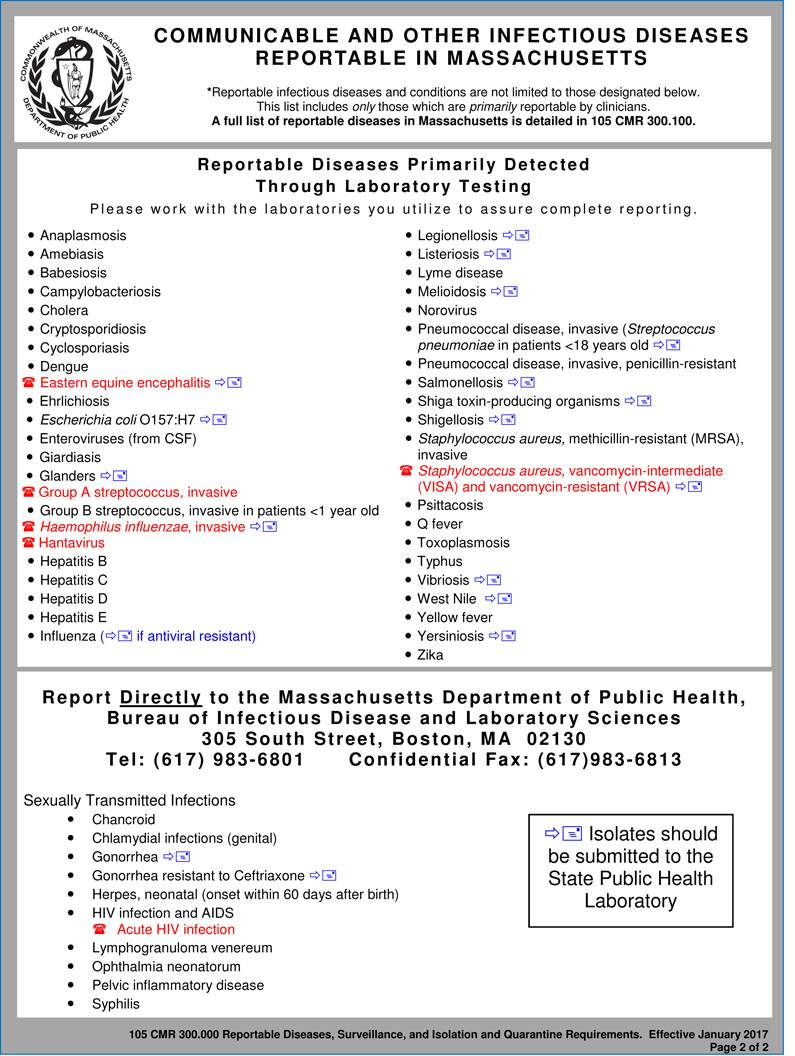 COMMONWEALTH OF MASSACHUSETTS
DEPARTMENT OF PUBLIC HEALTH
COMMUNICABLE AND OTHER INFECTIOUS DISEASES
REPORTABLE IN MASSACHUSETTS
*Reportable infectious diseases and conditions are not limited to those designated below.
This list includes only those which are primarily reportable by clinicians.
A full list of reportable diseases in Massachusetts is detailed in 105 CMR 300.100.
Reportable Diseases Primarily Detected
Through Laboratory Testing
Please work with the laboratories you utilize to assure complete reporting.
• Anaplasmosis
• Amebiasis
• Babesiosis
• Campylobacteriosis
• Cholera
• Cryptosporidiosis
• Cyclosporiasis
• Dengue
☎ Eastern equine encephalitis ⇨🖃
• Ehrlichiosis
• Escherichia coli O157:H7 ⇨🖃
• Enteroviruses (from CSF)
• Giardiasis
• Glanders ⇨🖃
☎ Group A streptococcus, invasive
• Group B streptococcus, invasive in patients <1 year old
☎ Haemophilus influenzae, invasive ⇨🖃
☎ Hantavirus
• Hepatitis B
• Hepatitis C
• Hepatitis D
• Hepatitis E
• Influenza (⇨🖃 if antiviral resistant)
• Legionellosis ⇨🖃
• Listeriosis ⇨🖃
• Lyme disease
• Melioidosis ⇨🖃
• Norovirus
• Pneumococcal disease, invasive (Streptococcus
pneumoniae in patients <18 years old ⇨🖃
• Pneumococcal disease, invasive, penicillin-resistant
• Salmonellosis ⇨🖃
• Shiga toxin-producing organisms ⇨🖃
• Shigellosis ⇨🖃
• Staphylococcus aureus, methicillin-resistant (MRSA),
invasive
☎ Staphylococcus aureus, vancomycin-intermediate
(VISA) and vancomycin-resistant (VRSA) ⇨🖃
• Psittacosis
• Q fever
• Toxoplasmosis
• Typhus
• Vibriosis ⇨🖃
• West Nile ⇨🖃
• Yellow fever
• Yersiniosis ⇨🖃
• Zika
Report Directly to the Massachusetts Department of Public Health,
Bureau of Infectious Disease and Laboratory Sciences
305 South Street, Boston, MA 02130
Tel: (617) 983-6801 Confidential Fax: (617)983-6813
Sexually Transmitted Infections
• Chancroid
• Chlamydial infections (genital)
• Gonorrhea ⇨🖃
• Gonorrhea resistant to Ceftriaxone ⇨🖃
• Herpes, neonatal (onset within 60 days after birth)
• HIV infection and AIDS
☎ Acute HIV infection
• Lymphogranuloma venereum
• Ophthalmia neonatorum
• Pelvic inflammatory disease
• Syphilis
⇨🖃 Isolates should
be submitted to the
State Public Health
Laboratory
105 CMR 300.000 Reportable Diseases, Surveillance, and Isolation and Quarantine Requirements. Effective January 2017
Page 2 of 2